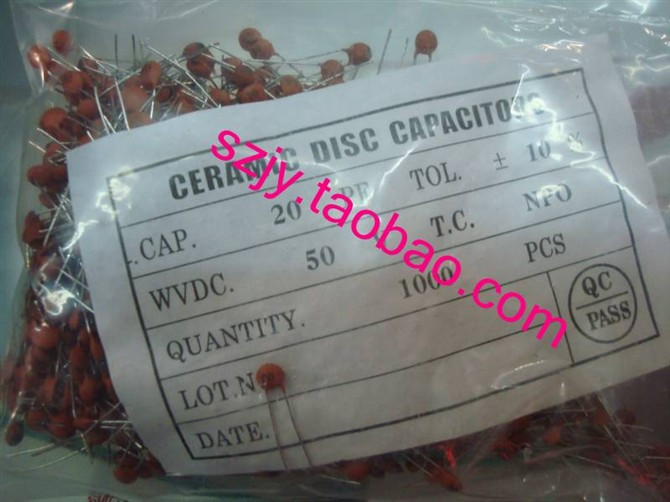 CERAMIC DISC CAPACITORS
CAP. 20 PF TOL. ± 10 %
WVDC. 50 T.C. NPO
QUANTITY. 1000 PCS
LOT.N
DATE.
QC
PASS
szjy.taobao.com